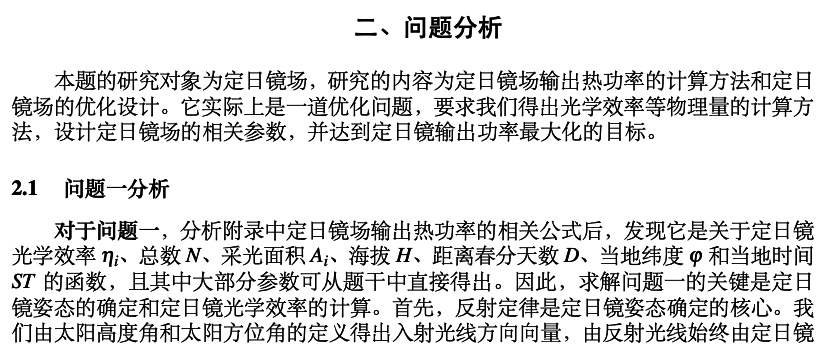 二、问题分析
本题的研究对象为定日镜场，研究的内容为定日镜场输出热功率的计算方法和定日
镜场的优化设计。它实际上是一道优化问题，要求我们得出光学效率等物理量的计算方
法，设计定日镜场的相关参数，并达到定日镜输出功率最大化的目标。
2.1 问题一分析
对于问题一，分析附录中定日镜场输出热功率的相关公式后，发现它是关于定日镜
光学效率 ηi、总数 N、采光面积 Ai、海拔 H、距离春分天数 D、当地纬度 φ 和当地时间
ST 的函数，且其中大部分参数可从题干中直接得出。因此，求解问题一的关键是定日
镜姿态的确定和定日镜光学效率的计算。首先，反射定律是定日镜姿态确定的核心。我
们由太阳高度角和太阳方位角的定义得出入射光线方向向量，由反射光线始终由定日镜